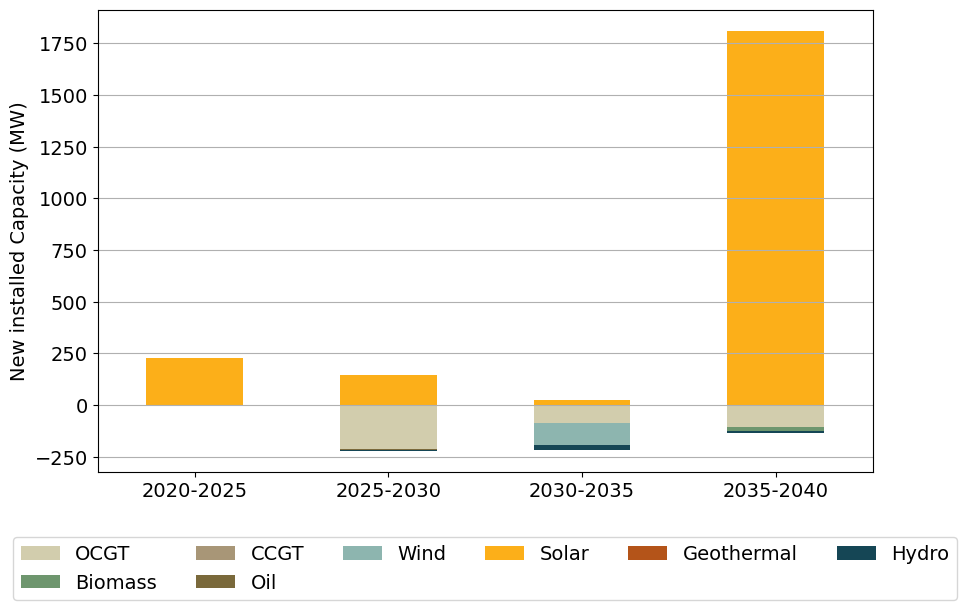 New installed Capacity (MW)
1750
1500
1250
1000
750
500
250
0
−250
2020-2025 2025-2030 2030-2035 2035-2040
OCGT CCGT Wind Solar Geothermal Hydro
Biomass Oil